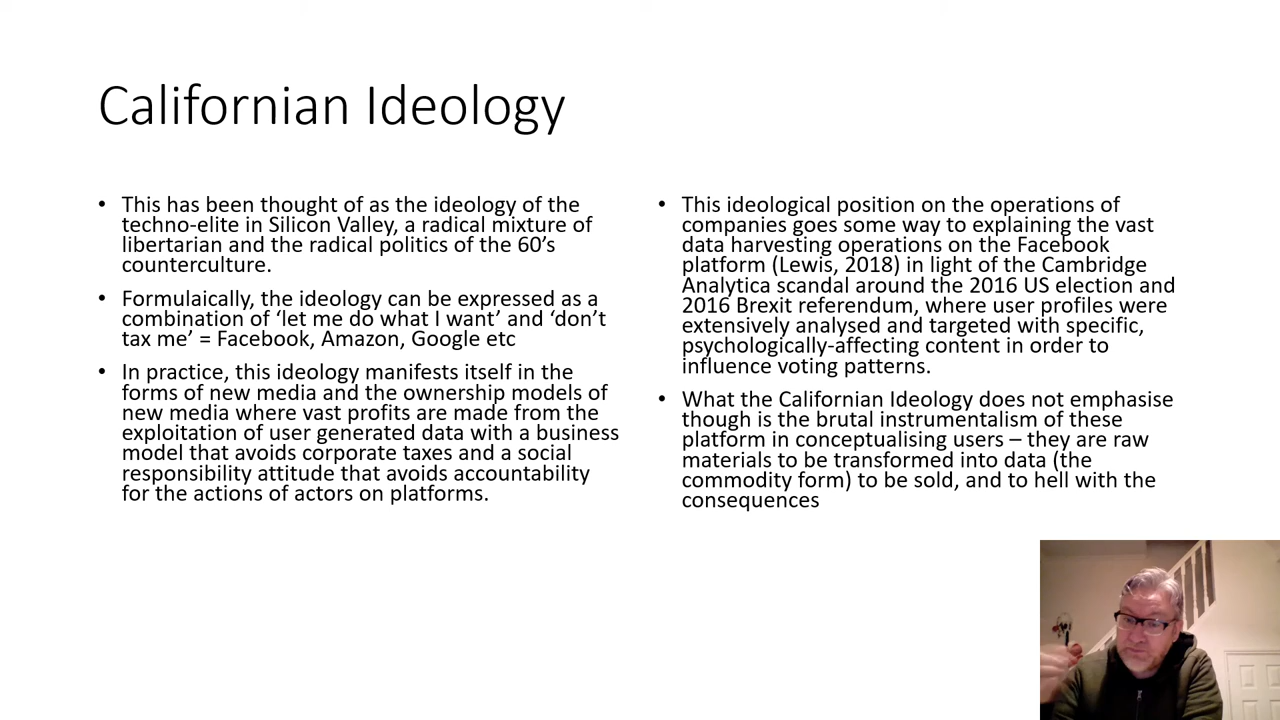 Californian Ideology
• This has been thought of as the ideology of the
techno-elite in Silicon Valley, a radical mixture of
libertarian and the radical politics of the 60’s
counterculture.
• Formulaically, the ideology can be expressed as a
combination of ‘let me do what I want’ and ‘don’t
tax me’ = Facebook, Amazon, Google etc
• In practice, this ideology manifests itself in the
forms of new media and the ownership models of
new media where vast profits are made from the
exploitation of user generated data with a business
model that avoids corporate taxes and a social
responsibility attitude that avoids accountability
for the actions of actors on platforms.
• This ideological position on the operations of
companies goes some way to explaining the vast
data harvesting operations on the Facebook
platform (Lewis, 2018) in light of the Cambridge
Analytica scandal around the 2016 US election and
2016 Brexit referendum, where user profiles were
extensively analysed and targeted with specific,
psychologically-affecting content in order to
influence voting patterns.
• What the Californian Ideology does not emphasise
though is the brutal instrumentalism of these
platform in conceptualising users – they are raw
materials to be transformed into data (the
commodity form) to be sold, and to hell with the
consequences